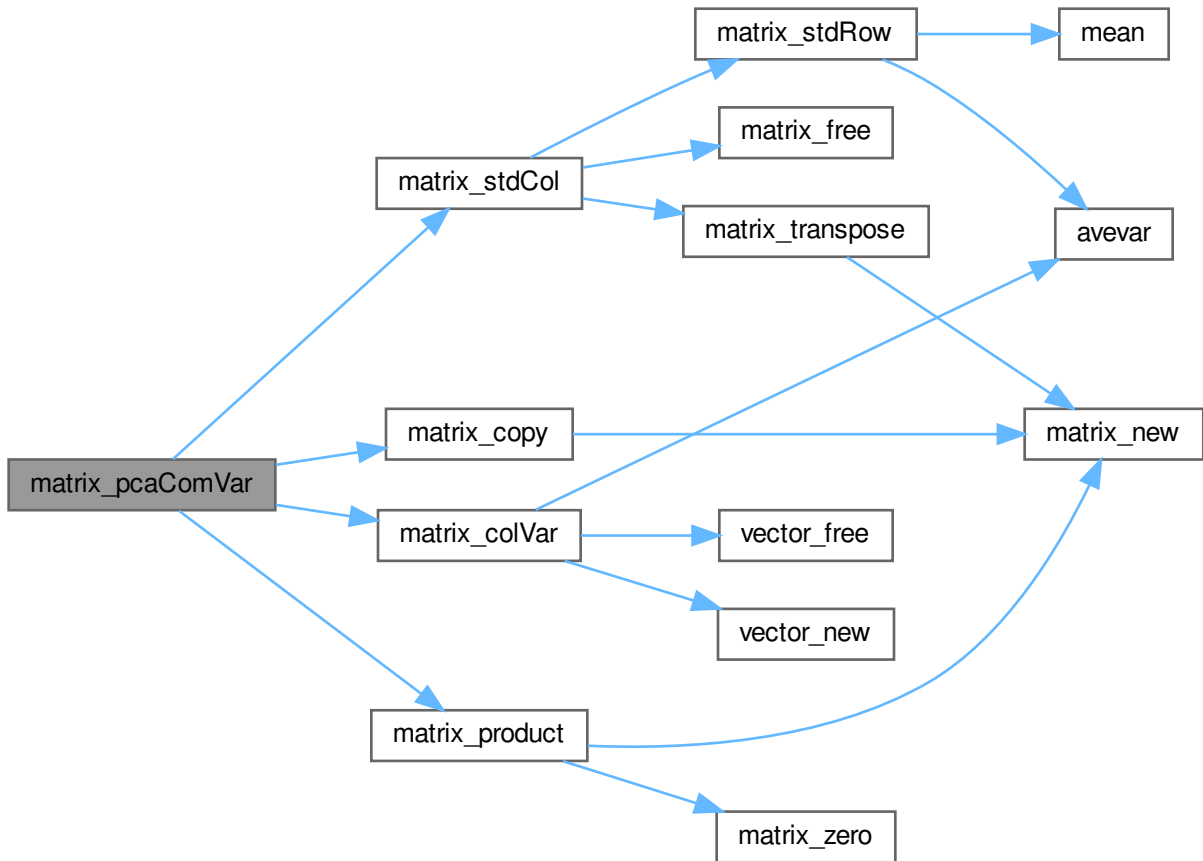 matrix_stdRow
mean
matrix_free
matrix_stdCol
matrix_transpose
avevar
matrix_copy
matrix_new
matrix_pcaComVar
matrix_colVar
vector_free
vector_new
matrix_product
matrix_zero